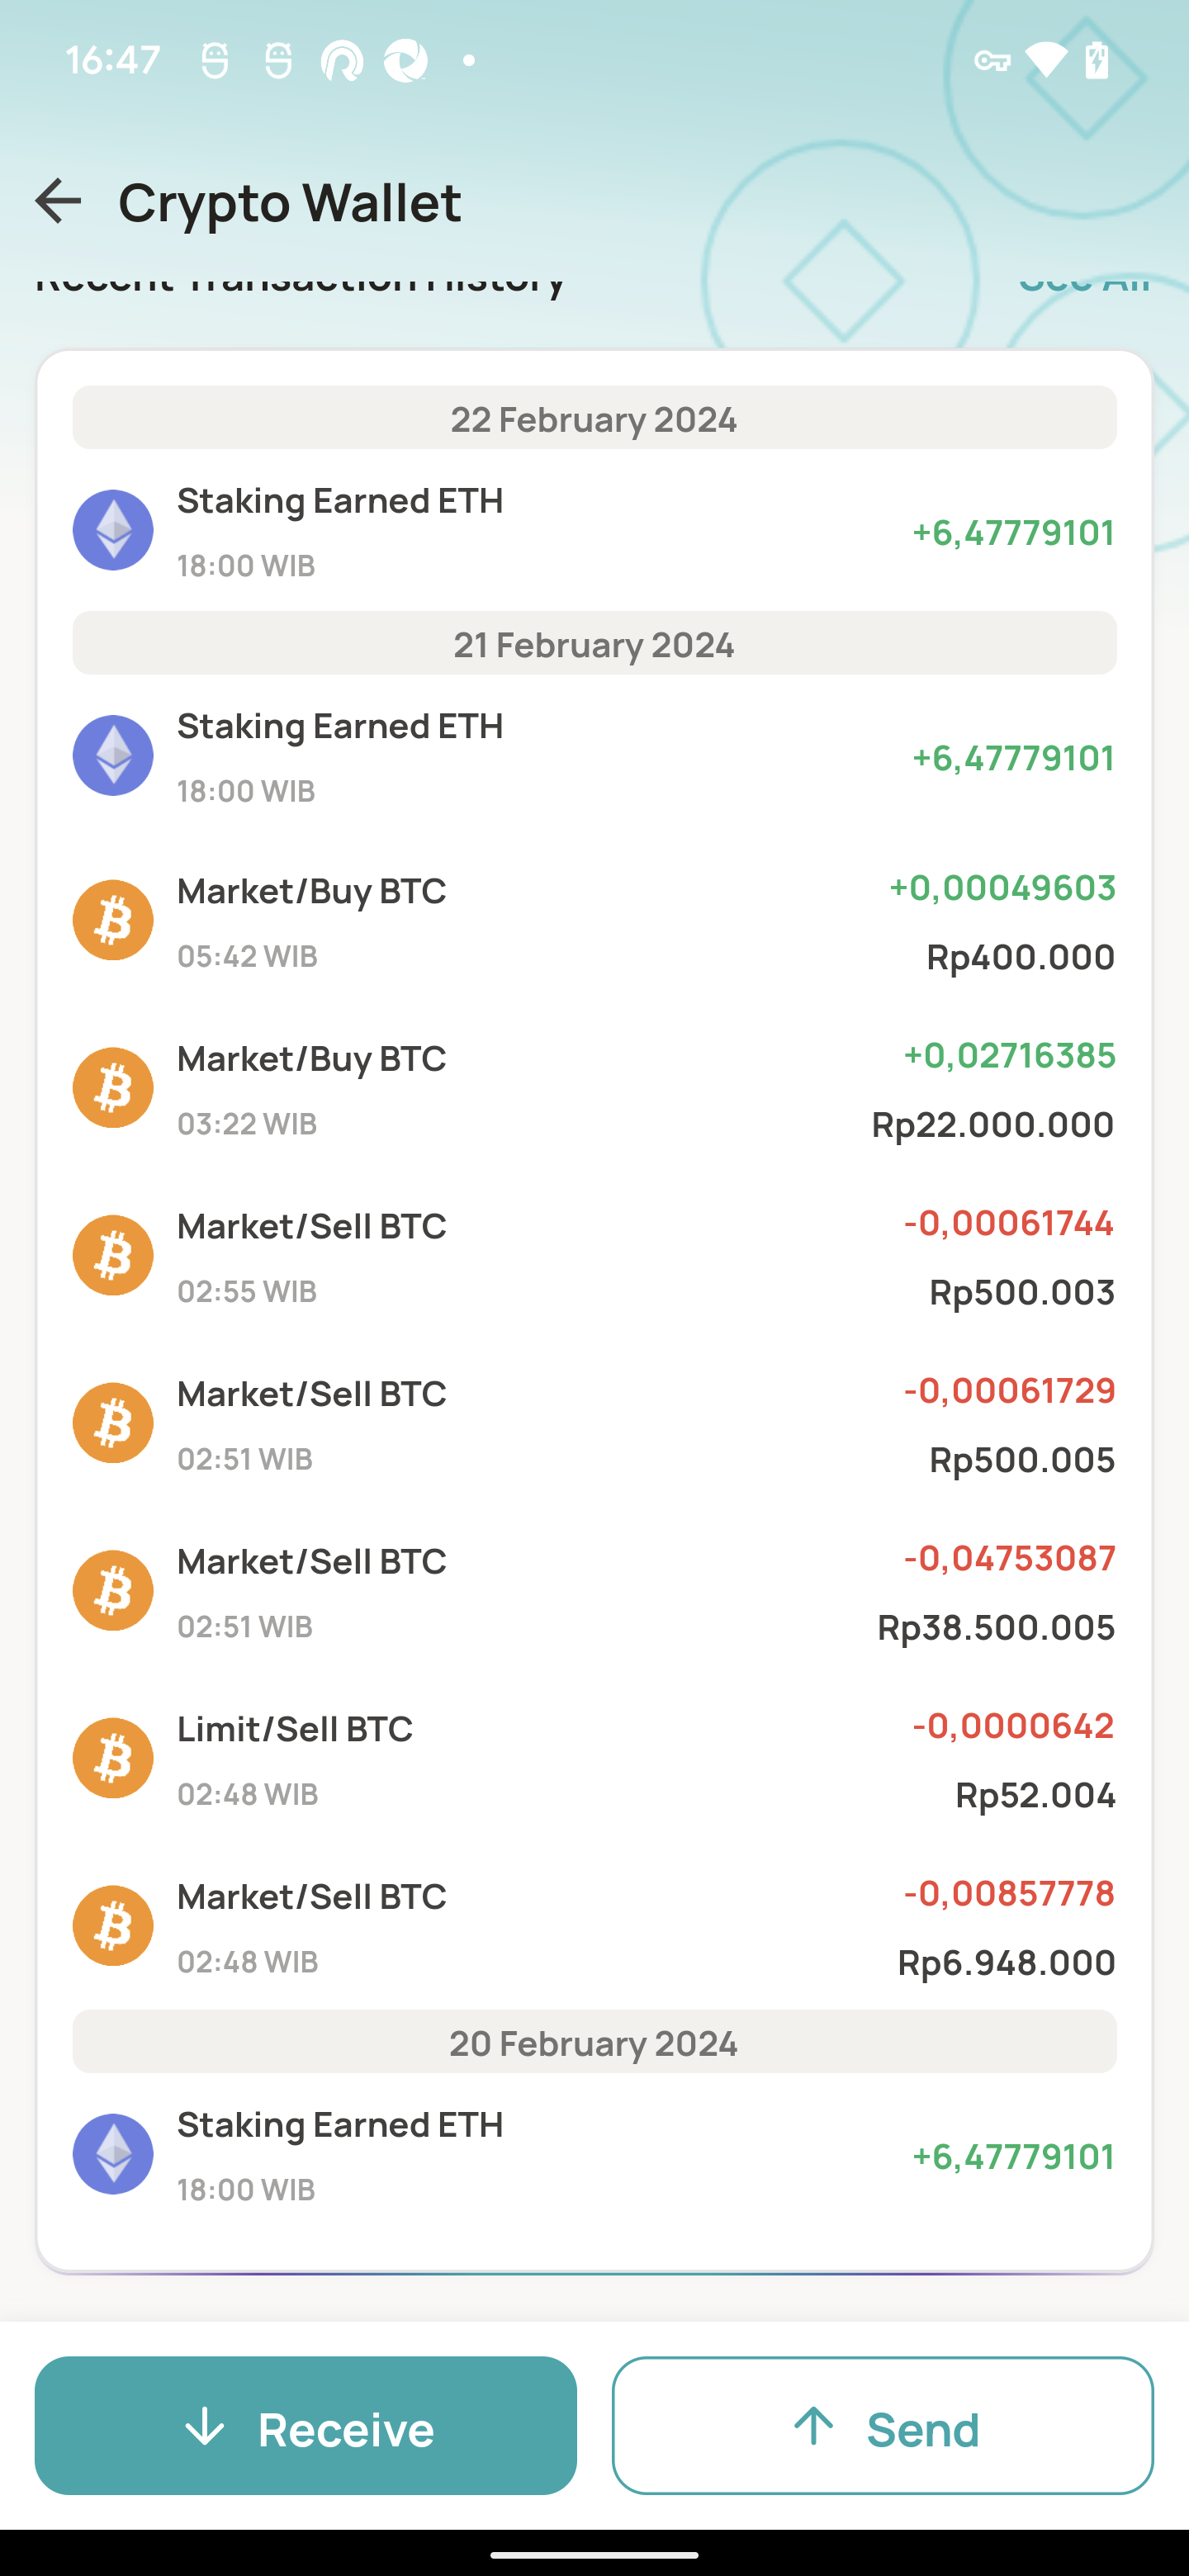 16:47
Crypto Wallet
Recent Transaction History See All
22 February 2024
Staking Earned ETH
+6,47779101
18:00 WIB
21 February 2024
Staking Earned ETH
+6,47779101
18:00 WIB
Market/Buy BTC +0,00049603
05:42 WIB Rp400.000
Market/Buy BTC +0,02716385
03:22 WIB Rp22.000.000
Market/Sell BTC -0,00061744
02:55 WIB Rp500.003
Market/Sell BTC -0,00061729
02:51 WIB Rp500.005
Market/Sell BTC -0,04753087
02:51 WIB Rp38.500.005
Limit/Sell BTC -0,0000642
02:48 WIB Rp52.004
Market/Sell BTC -0,00857778
02:48 WIB Rp6.948.000
20 February 2024
Staking Earned ETH
+6,47779101
18:00 WIB
Receive Send